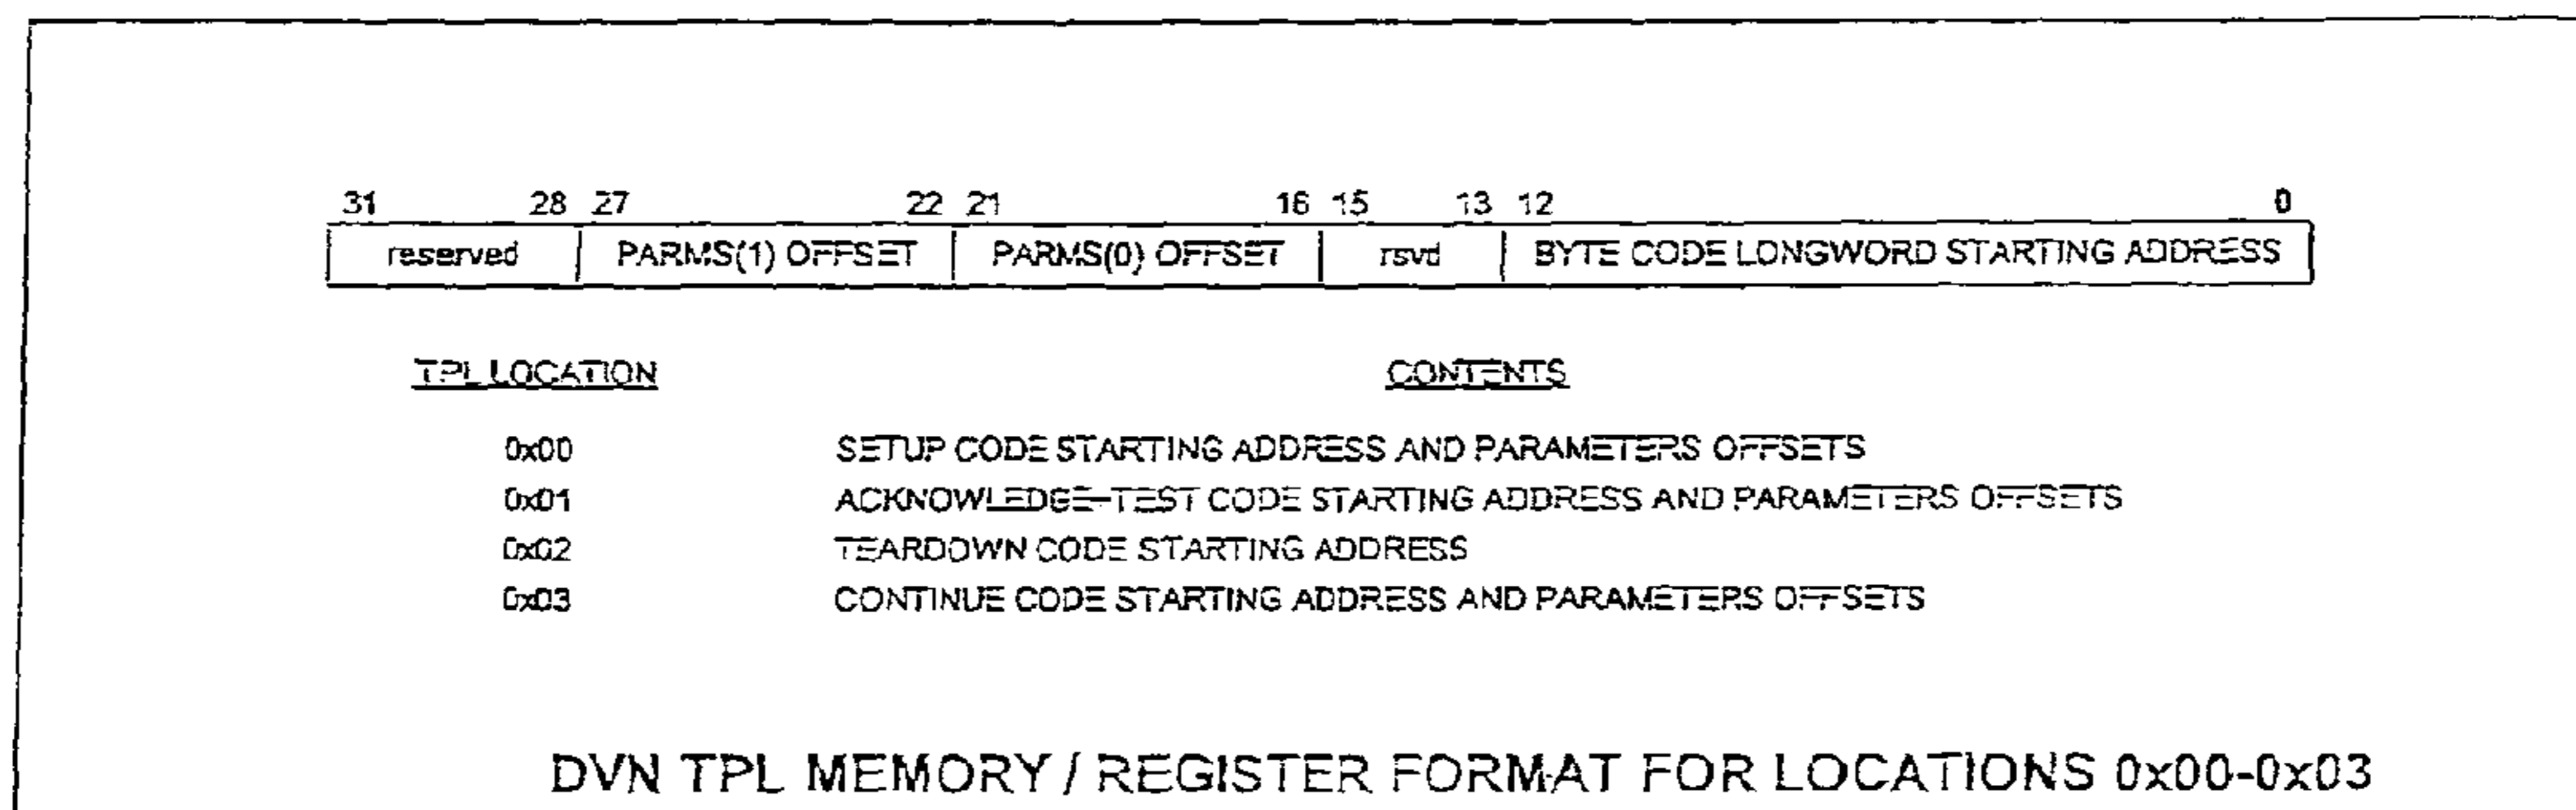 31 28 27 22 21 16 15 13 12 0
reserved PARMS(1) OFFSET PARMS(0) OFFSET rsvd BYTE CODE LONGWORD STARTING ADDRESS
TPL LOCATION CONTENTS
0x00 SETUP CODE STARTING ADDRESS AND PARAMETERS OFFSETS
0x01 ACKNOWLEDGE-TEST CODE STARTING ADDRESS AND PARAMETERS OFFSETS
0x02 TEARDOWN CODE STARTING ADDRESS
0x03 CONTINUE CODE STARTING ADDRESS AND PARAMETERS OFFSETS
DVN TPL MEMORY / REGISTER FORMAT FOR LOCATIONS 0x00-0x03